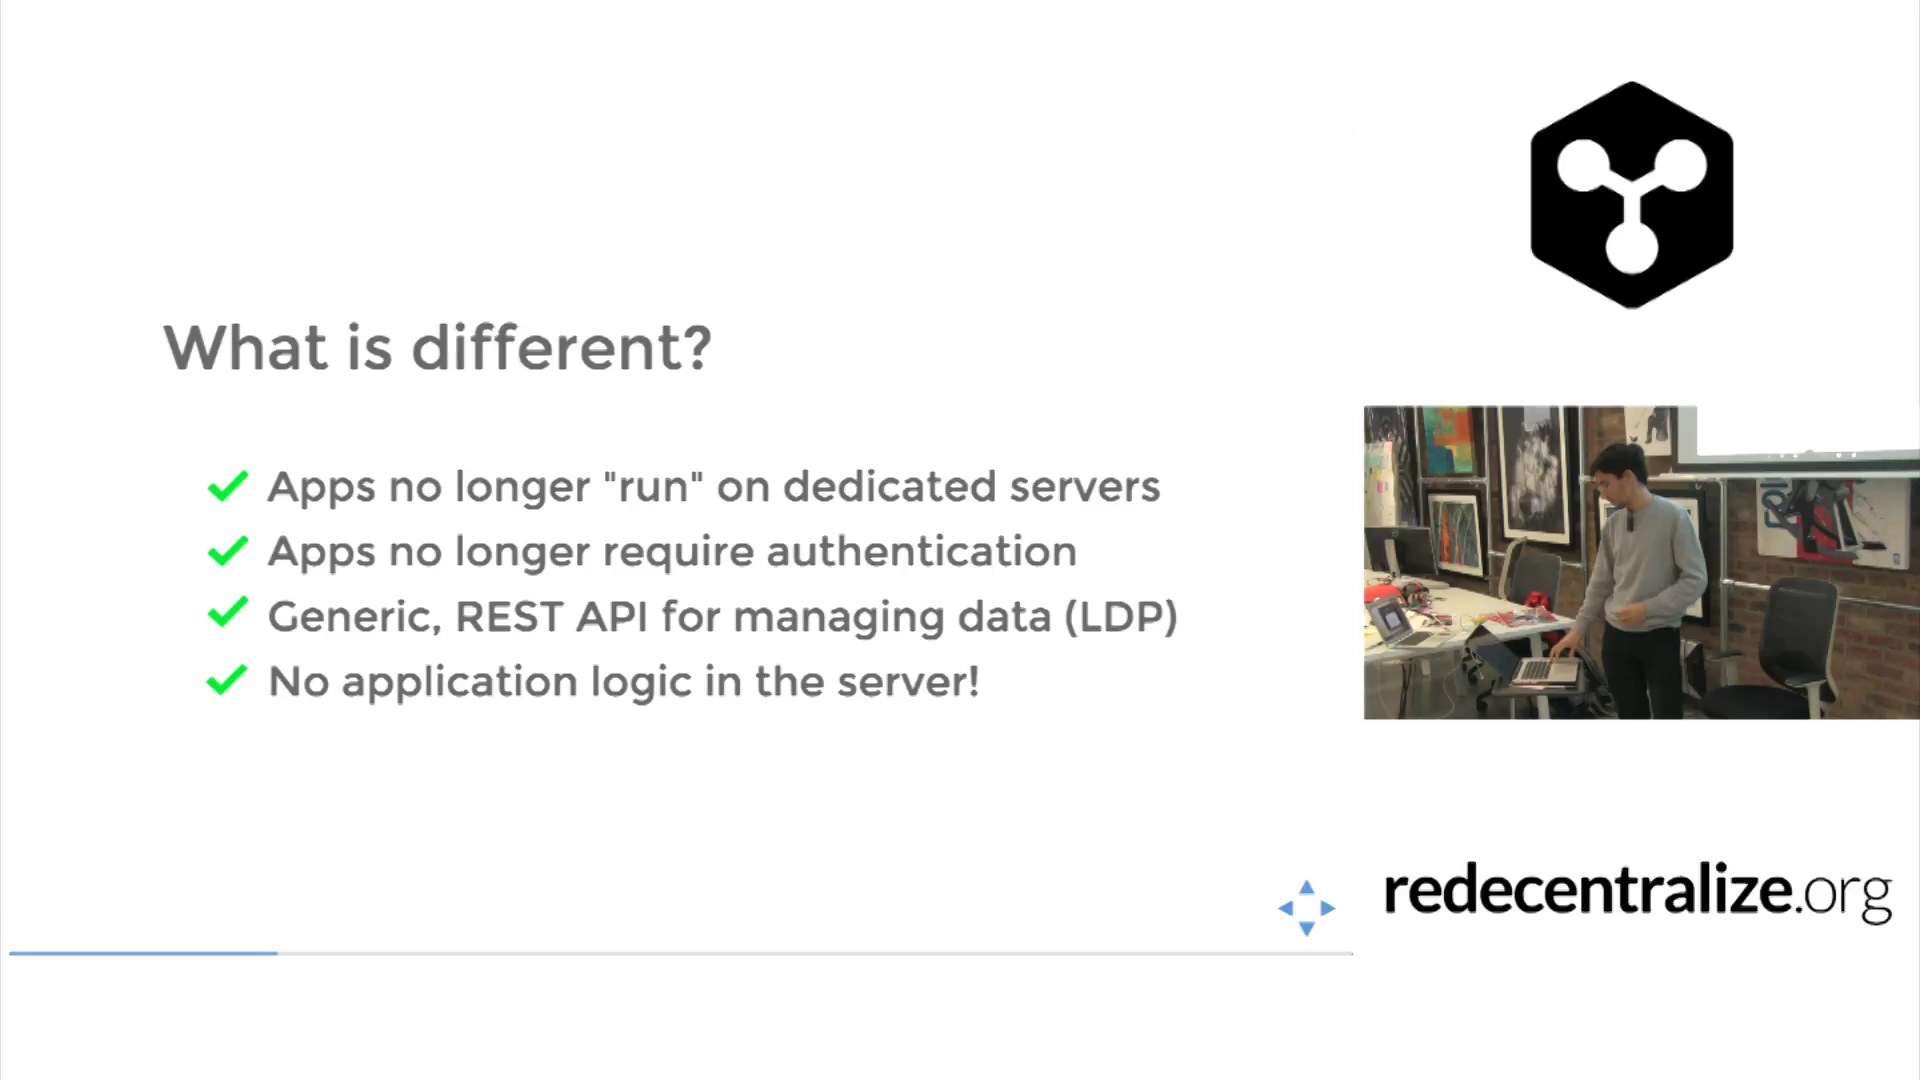 What is different?
Apps no longer "run" on dedicated servers
Apps no longer require authentication
Generic, REST API for managing data (LDP)
No application logic in the server!
redecentralize.org